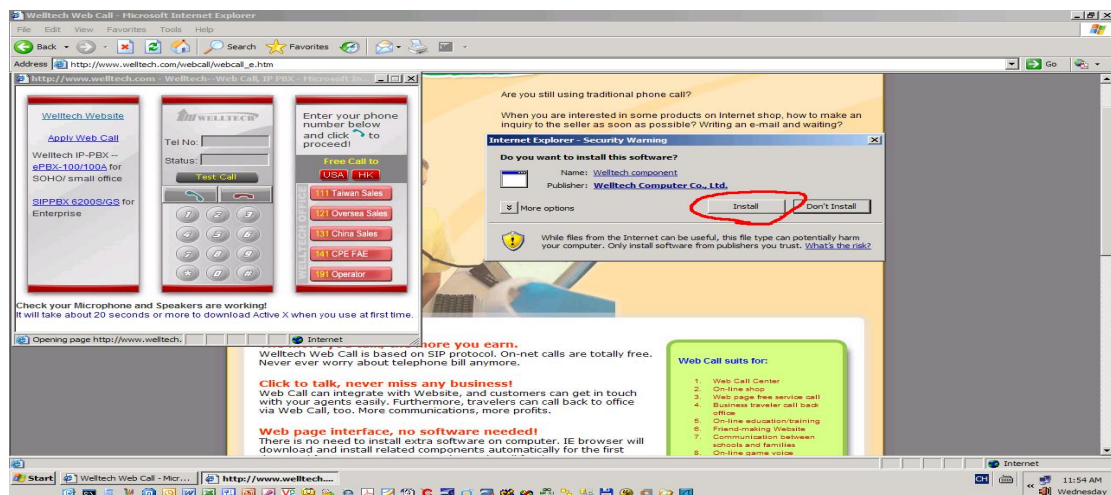 Welltech Web Call - Microsoft Internet Explorer
File Edit View Favorites Tools Help
Back Search Favorites
Address http://www.welltech.com/webcall/webcall_e.htm Go
http://www.welltech.com - Welltech--Web Call, IP PBX - Microsoft In...
Welltech Website
Apply Web Call
Welltech IP-PBX --
ePBX-100/100A for
SOHO/ small office
SIPPBX 6200S/GS for
Enterprise
WELLTECH
Tel No:
Status:
Test Call
1 2 3
4 5 6
7 8 9
* 0 #
Enter your phone
number below
and click to
proceed!
Free Call to
USA HK
WELLTECH OFFICE
111 Taiwan Sales
121 Oversea Sales
131 China Sales
141 CPE FAE
191 Operator
Check your Microphone and Speakers are working!
It will take about 20 seconds or more to download Active X when you use at first time.
Opening page http://www.welltech. Internet
Are you still using traditional phone call?
When you are interested in some products on Internet shop, how to make an
inquiry to the seller as soon as possible? Writing an e-mail and waiting?
Internet Explorer - Security Warning
Do you want to install this software?
Name: Welltech component
Publisher: Welltech Computer Co., Ltd.
More options
Install
Don't Install
While files from the Internet can be useful, this file type can potentially harm
your computer. Only install software from publishers you trust. What's the risk?
more you earn.
Welltech Web Call is based on SIP protocol. On-net calls are totally free.
Never ever worry about telephone bill anymore.
Click to talk, never miss any business!
Web Call can integrate with Website, and customers can get in touch
with your agents easily. Furthermore, travelers can call back to office
via Web Call, too. More communications, more profits.
Web page interface, no software needed!
There is no need to install extra software on computer. IE browser will
download and install related components automatically for the first
Web Call suits for:
1. Web Call Center
2. On-line shop
3. Web page free service call
4. Business traveler call back
office
5. On-line education/training
6. Friend-making Website
7. Communication between
schools and families
8. On-line game voice
Internet
Start Welltech Web Call - Micr... http://www.welltech.... CH 11:54 AM
Wednesday